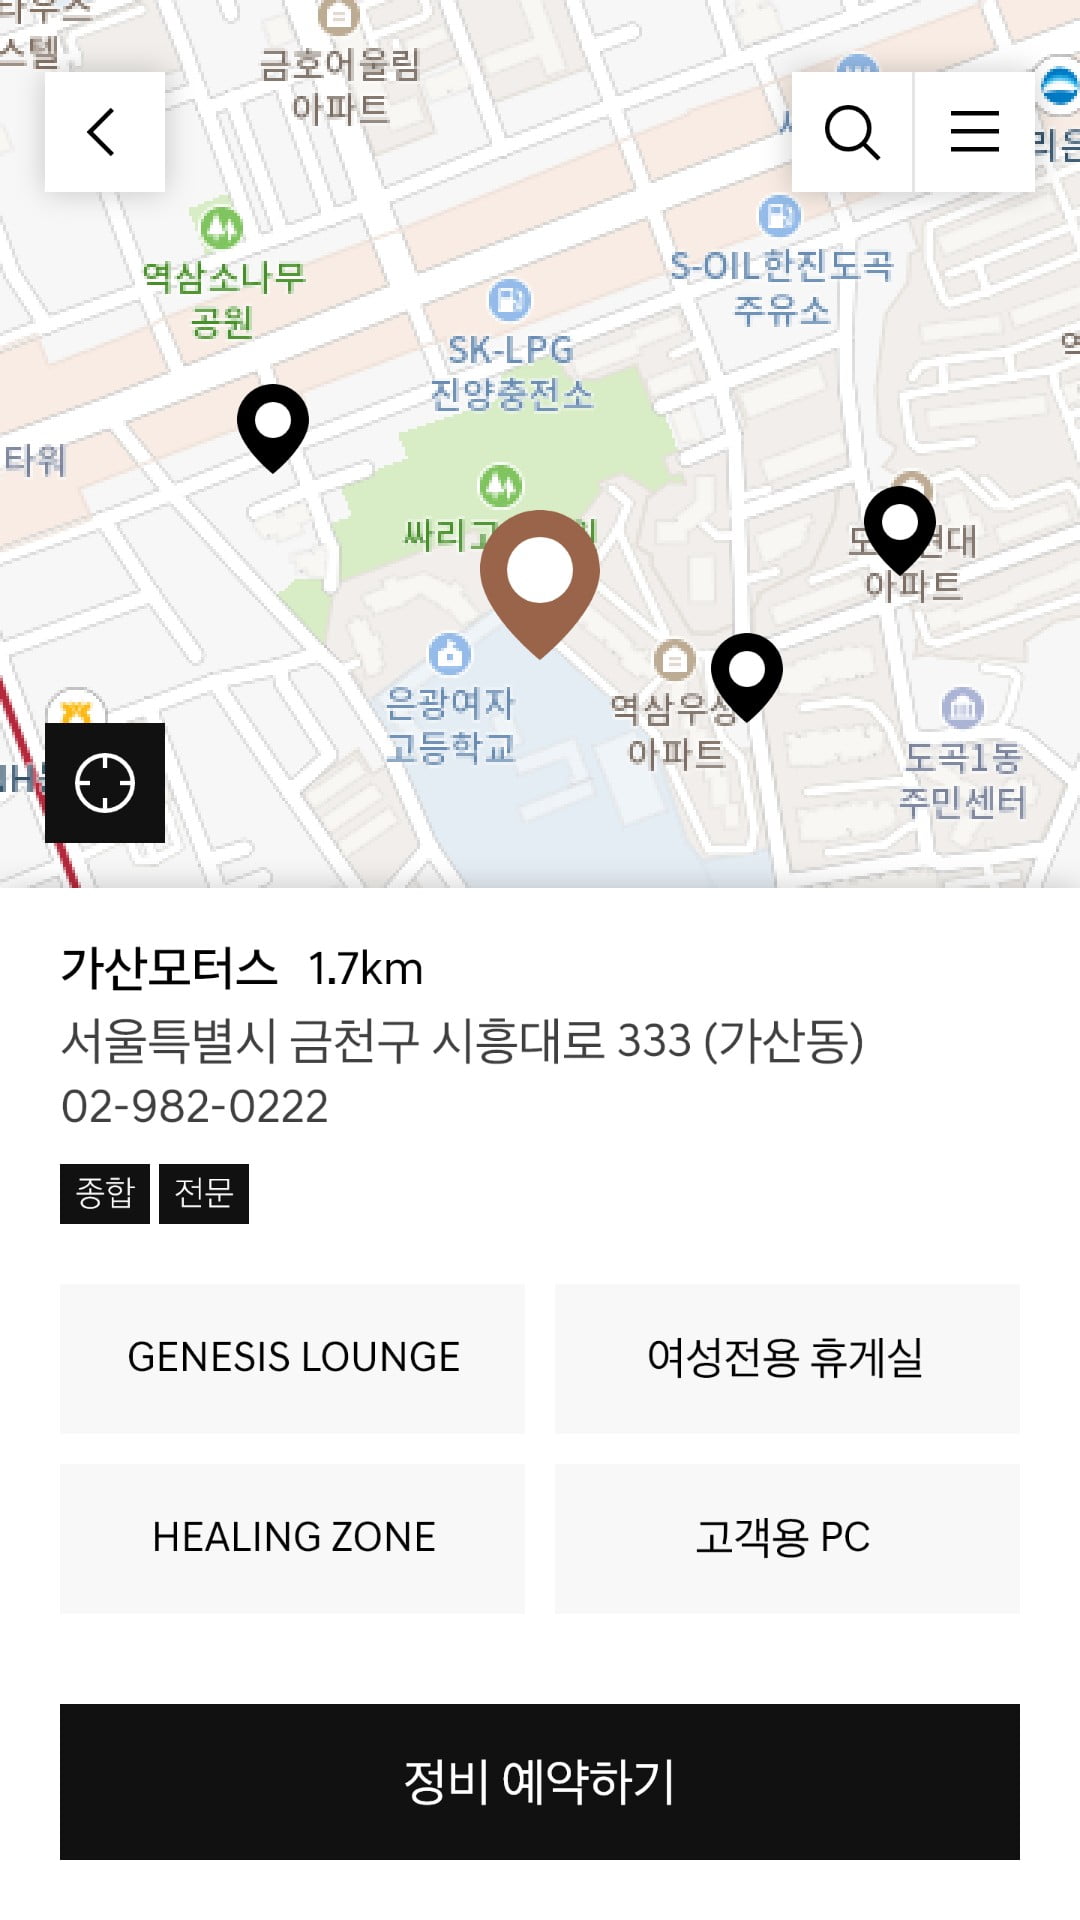 스텔
금호어울림
아파트
역삼소나무
공원
S-OIL한진도곡
주유소
SK-LPG
진양충전소
타워
싸리고
현대
아파트
은광여자
고등학교
역삼우성
아파트
도곡1동
주민센터
가산모터스 1.7km
서울특별시 금천구 시흥대로 333 (가산동)
02-982-0222
종합 전문
GENESIS LOUNGE
여성전용 휴게실
HEALING ZONE
고객용 PC
정비 예약하기